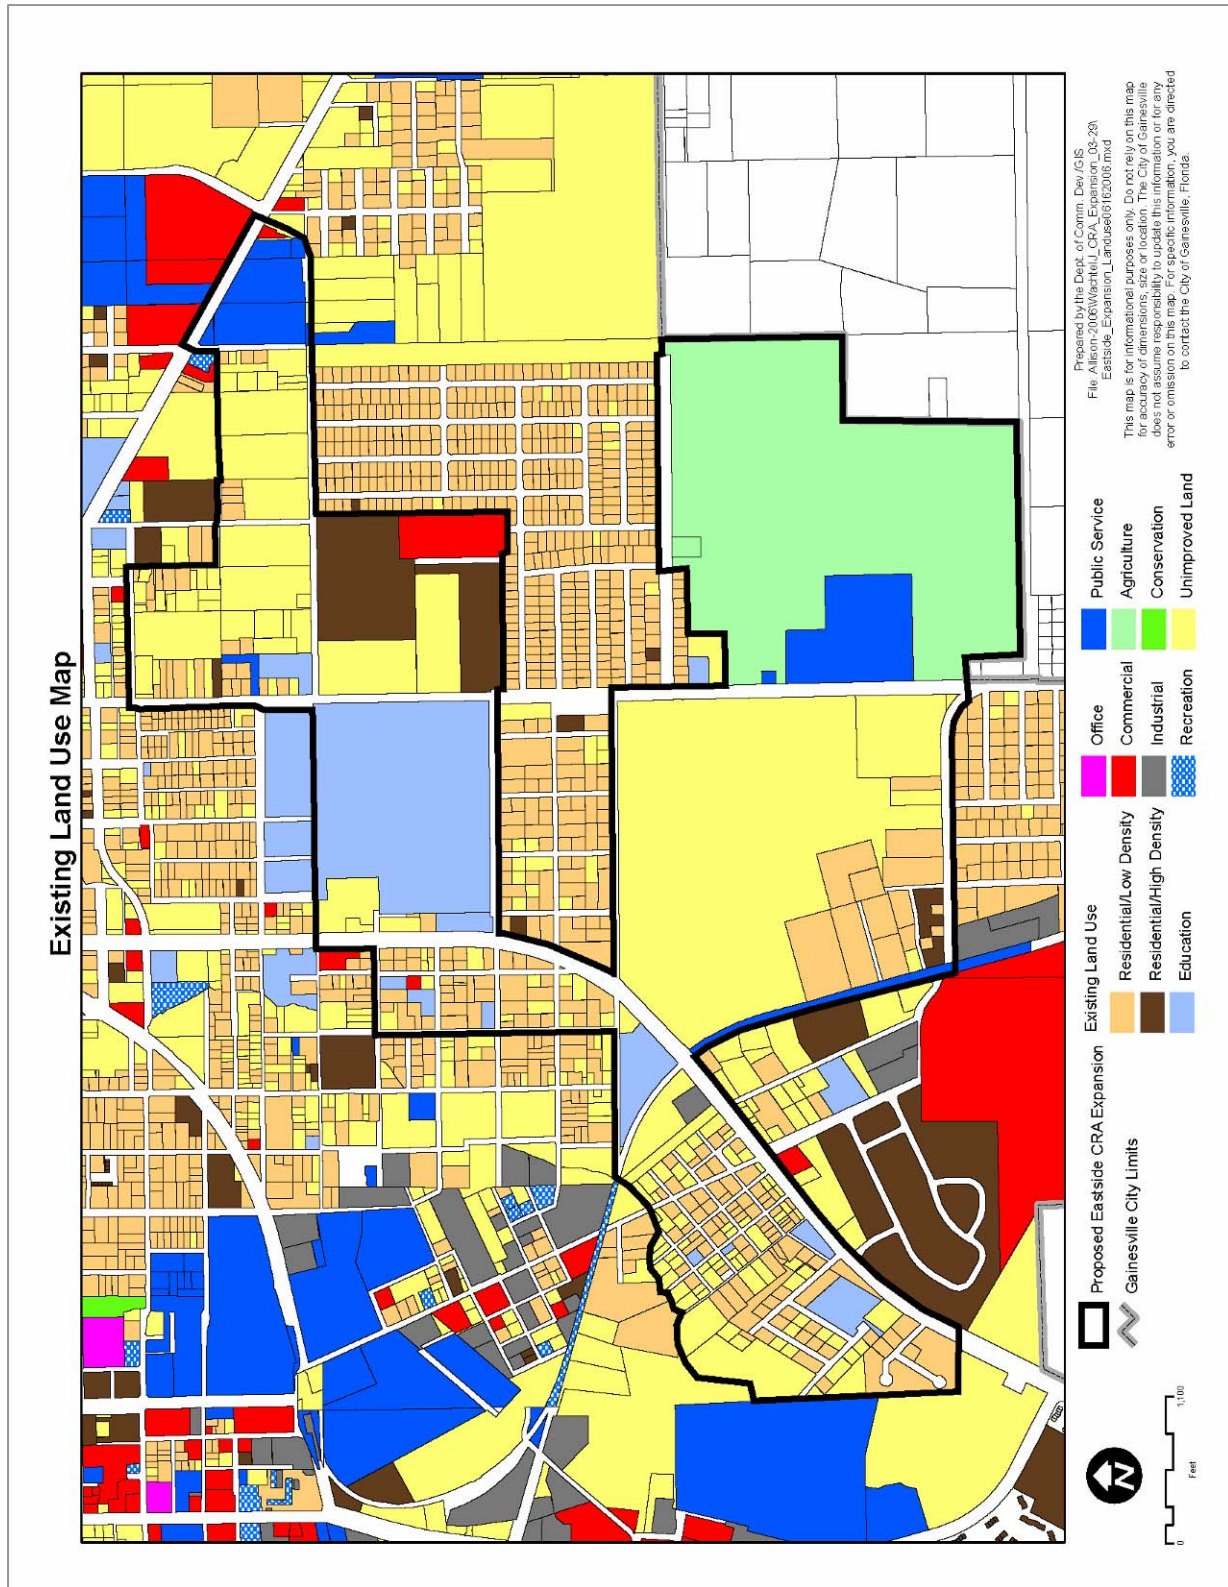 Existing Land Use Map
Prepared by the Dept. of Comm. Dev./GIS
File: Allison-2006\WachtelJ_CRA_Expansion_03-29\
Eastside_Expansion_Landuse06162006.mxd
This map is for informational purposes only. Do not rely on this map
for accuracy of dimensions, size or location. The City of Gainesville
does not assume responsibility to update this information or for any
error or omission on this map. For specific information, you are directed
to contact the City of Gainesville, Florida.
N
0 1,100
Feet
Proposed Eastside CRA Expansion
Gainesville City Limits
Existing Land Use
Residential/Low Density
Residential/High Density
Education
Office
Commercial
Industrial
Recreation
Public Service
Agriculture
Conservation
Unimproved Land